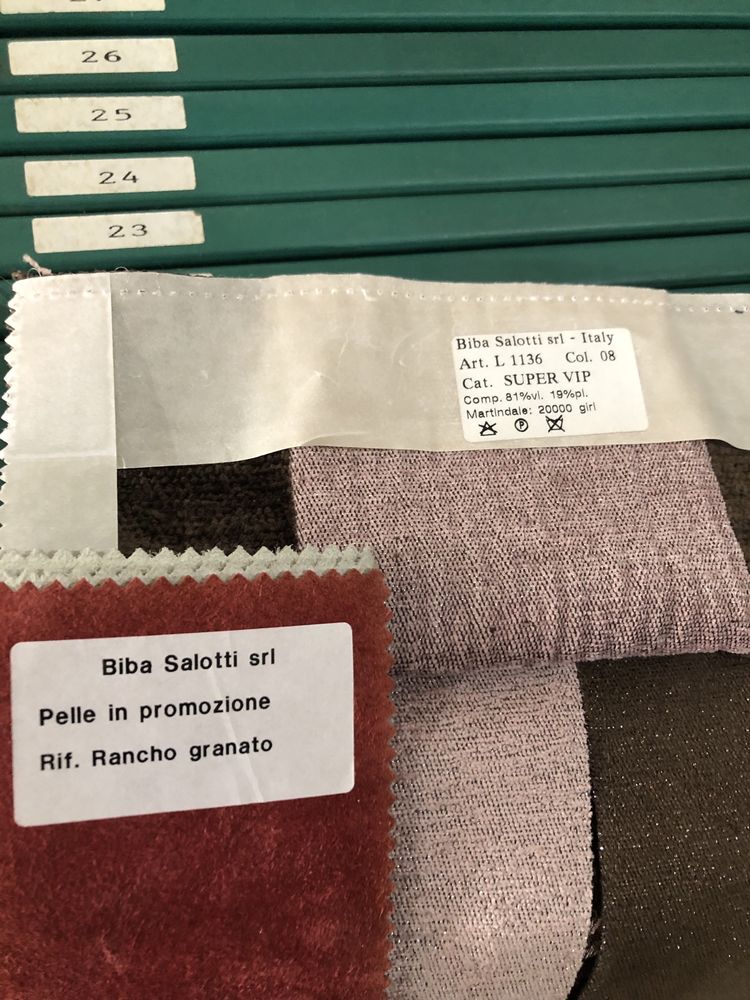 26
25
24
23
Biba Salotti srl - Italy
Art. L 1136 Col. 08
Cat. SUPER VIP
Comp. 81%vi. 19%pl.
Martindale: 20000 giri
P
Biba Salotti srl
Pelle in promozione
Rif. Rancho granato